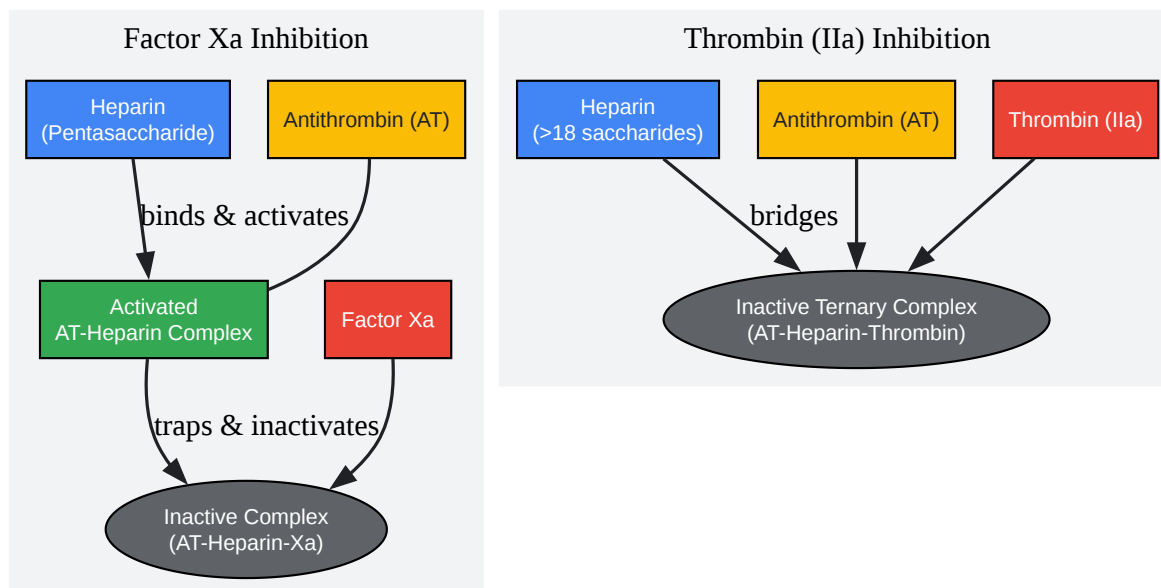 Factor Xa Inhibition
Heparin
(Pentasaccharide)
Antithrombin (AT)
binds & activates
Activated
AT-Heparin Complex
Factor Xa
traps & inactivates
Inactive Complex
(AT-Heparin-Xa)
Thrombin (IIa) Inhibition
Heparin
(>18 saccharides)
Antithrombin (AT)
Thrombin (IIa)
bridges
Inactive Ternary Complex
(AT-Heparin-Thrombin)